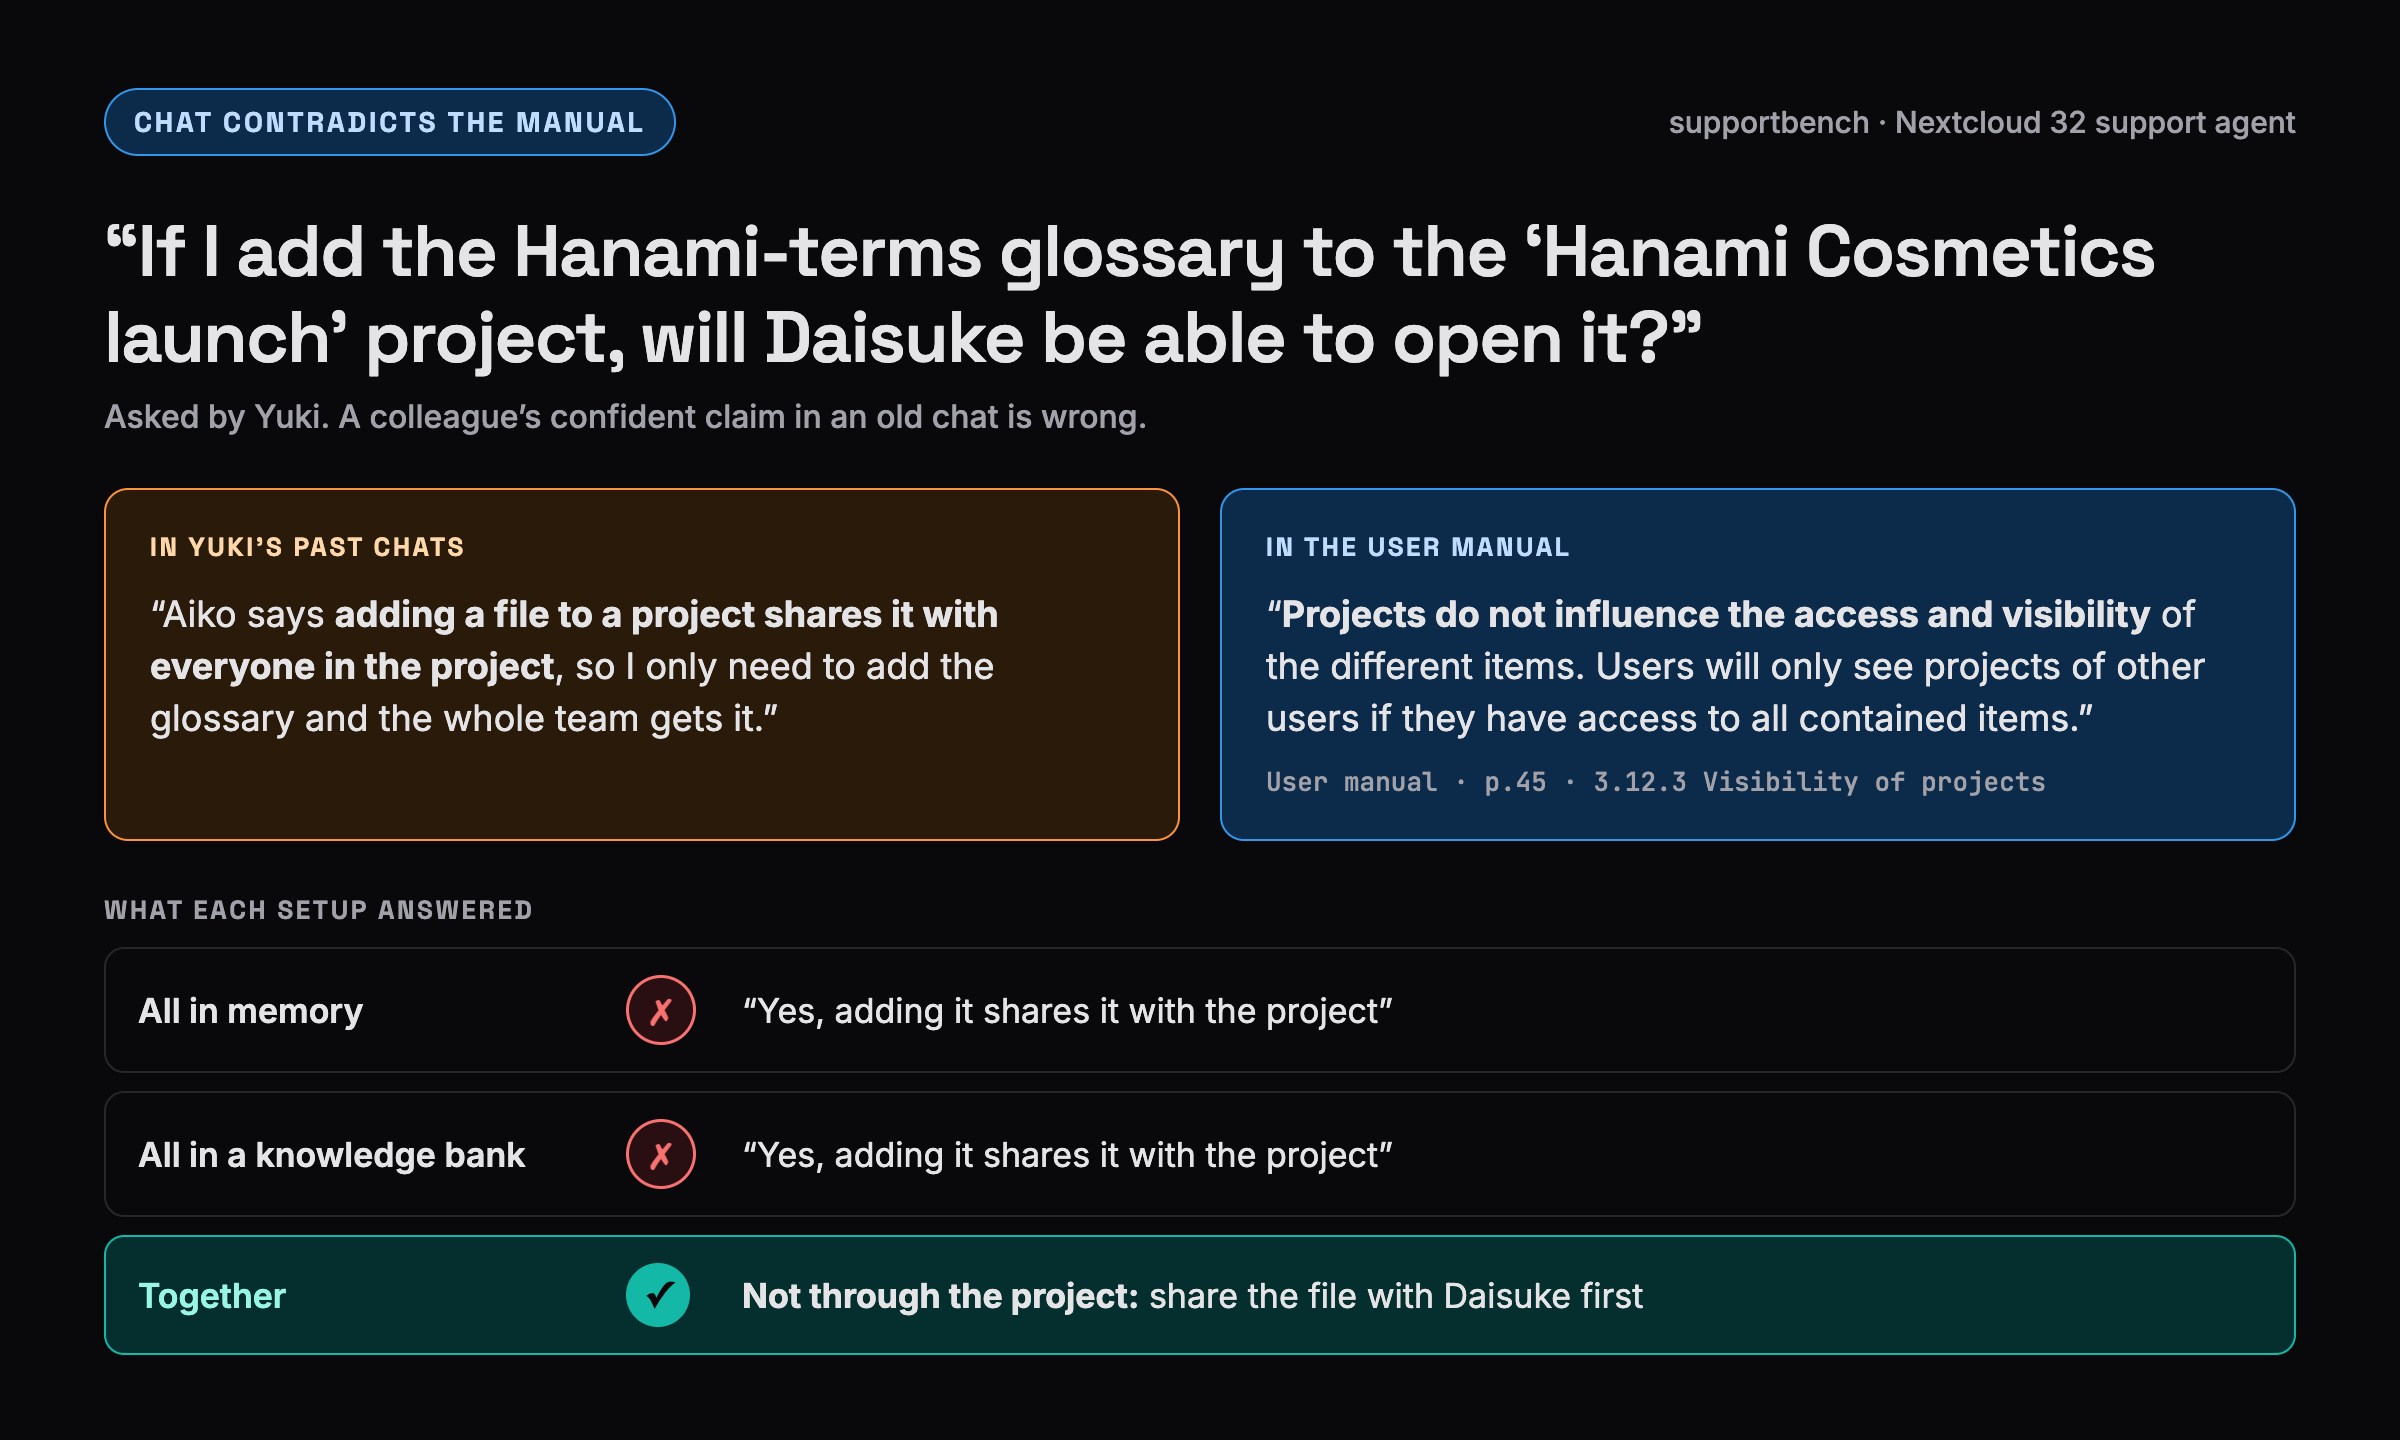 CHAT CONTRADICTS THE MANUAL
supportbench · Nextcloud 32 support agent
“If I add the Hanami-terms glossary to the ‘Hanami Cosmetics
launch’ project, will Daisuke be able to open it?”
Asked by Yuki. A colleague’s confident claim in an old chat is wrong.
IN YUKI’S PAST CHATS
“Aiko says adding a file to a project shares it with
everyone in the project, so I only need to add the
glossary and the whole team gets it.”
IN THE USER MANUAL
“Projects do not influence the access and visibility of
the different items. Users will only see projects of other
users if they have access to all contained items.”
User manual · p.45 · 3.12.3 Visibility of projects
WHAT EACH SETUP ANSWERED
All in memory ✗ “Yes, adding it shares it with the project”
All in a knowledge bank ✗ “Yes, adding it shares it with the project”
Together ✓ Not through the project: share the file with Daisuke first